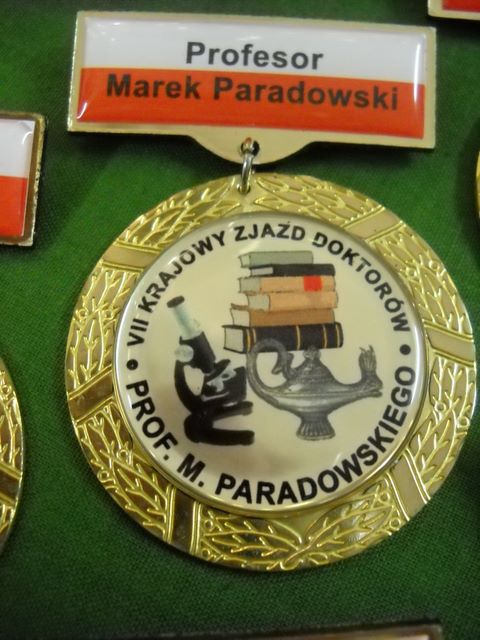 Profesor
Marek Paradowski
VII KRAJOWY ZJAZD DOKTORÓW
PROF. M. PARADOWSKIEGO